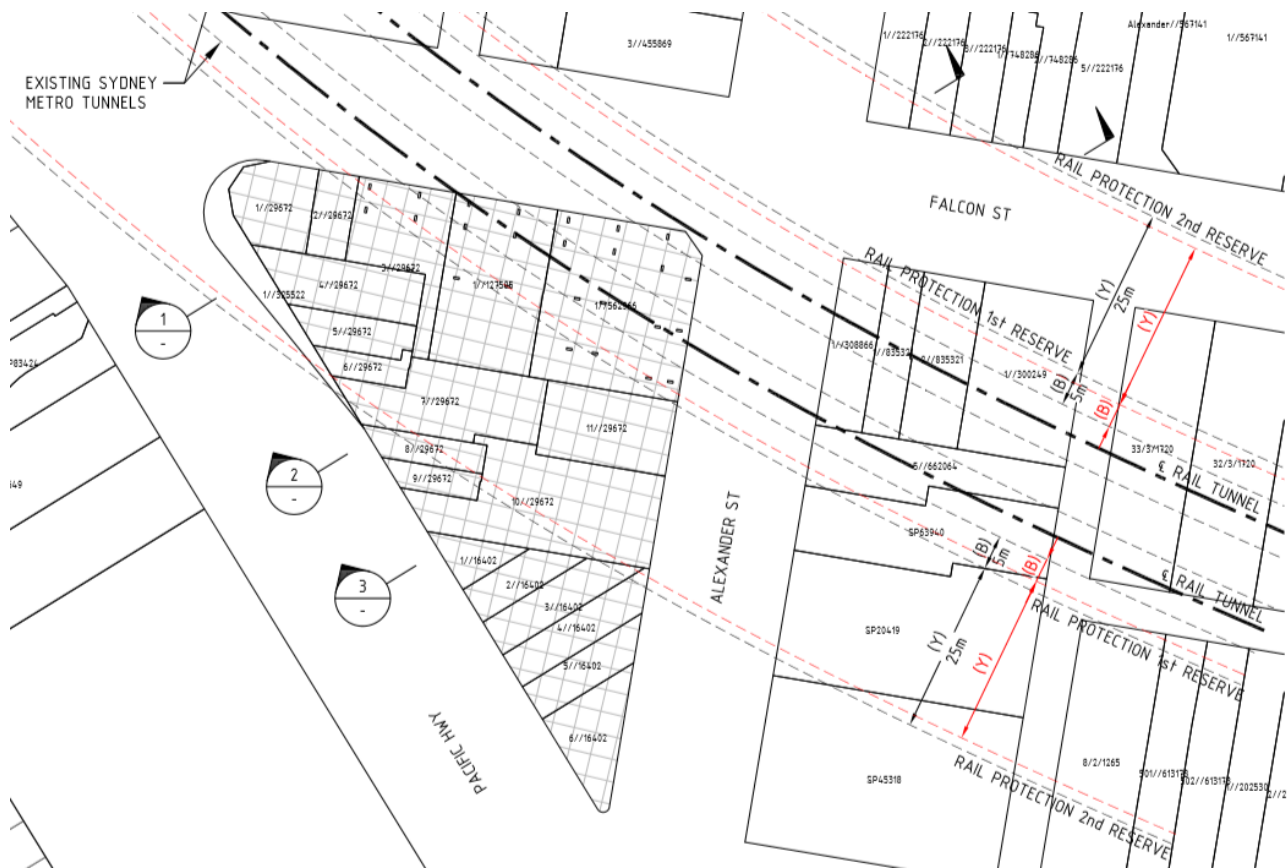 EXISTING SYDNEY
METRO TUNNELS
3//455869
1//222176
2//222176
3//222176
1//748286
5//222176
Alexander//567141
1//567141
RAIL PROTECTION 2nd RESERVE
FALCON ST
RAIL PROTECTION 1st RESERVE
(Y)
25m
(Y)
(B)
5m
(B)
1//29672
2//29672
3//29672
4//29672
1//325522
5//29672
6//29672
7//29672
8//29672
9//29672
10//29672
11//29672
1//308866
2//835321
1//300249
33/3/1720
32/3/1720
℄ RAIL TUNNEL
5//662064
SP63940
(B)
5m
(B)
℄ RAIL TUNNEL
RAIL PROTECTION 1st RESERVE
SP20419
(Y)
25m
(Y)
SP45318
RAIL PROTECTION 2nd RESERVE
8/2/1265
1//202530
ALEXANDER ST
PACIFIC HWY
1//16402
2//16402
3//16402
4//16402
5//16402
6//16402
1
-
2
-
3
-